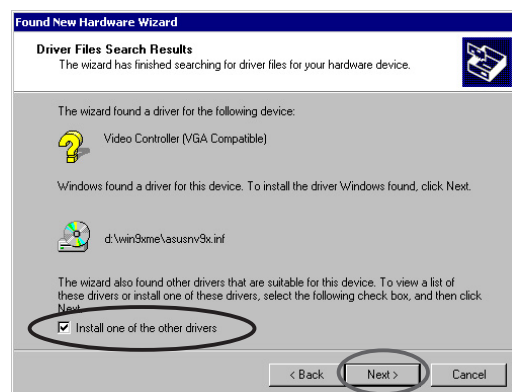 Found New Hardware Wizard
Driver Files Search Results
The wizard has finished searching for driver files for your hardware device.
The wizard found a driver for the following device:
Video Controller (VGA Compatible)
Windows found a driver for this device. To install the driver Windows found, click Next.
d:\win9xme\asusnv9x.inf
The wizard also found other drivers that are suitable for this device. To view a list of
these drivers or install one of these drivers, select the following check box, and then click
Next.
Install one of the other drivers
< Back
Next >
Cancel